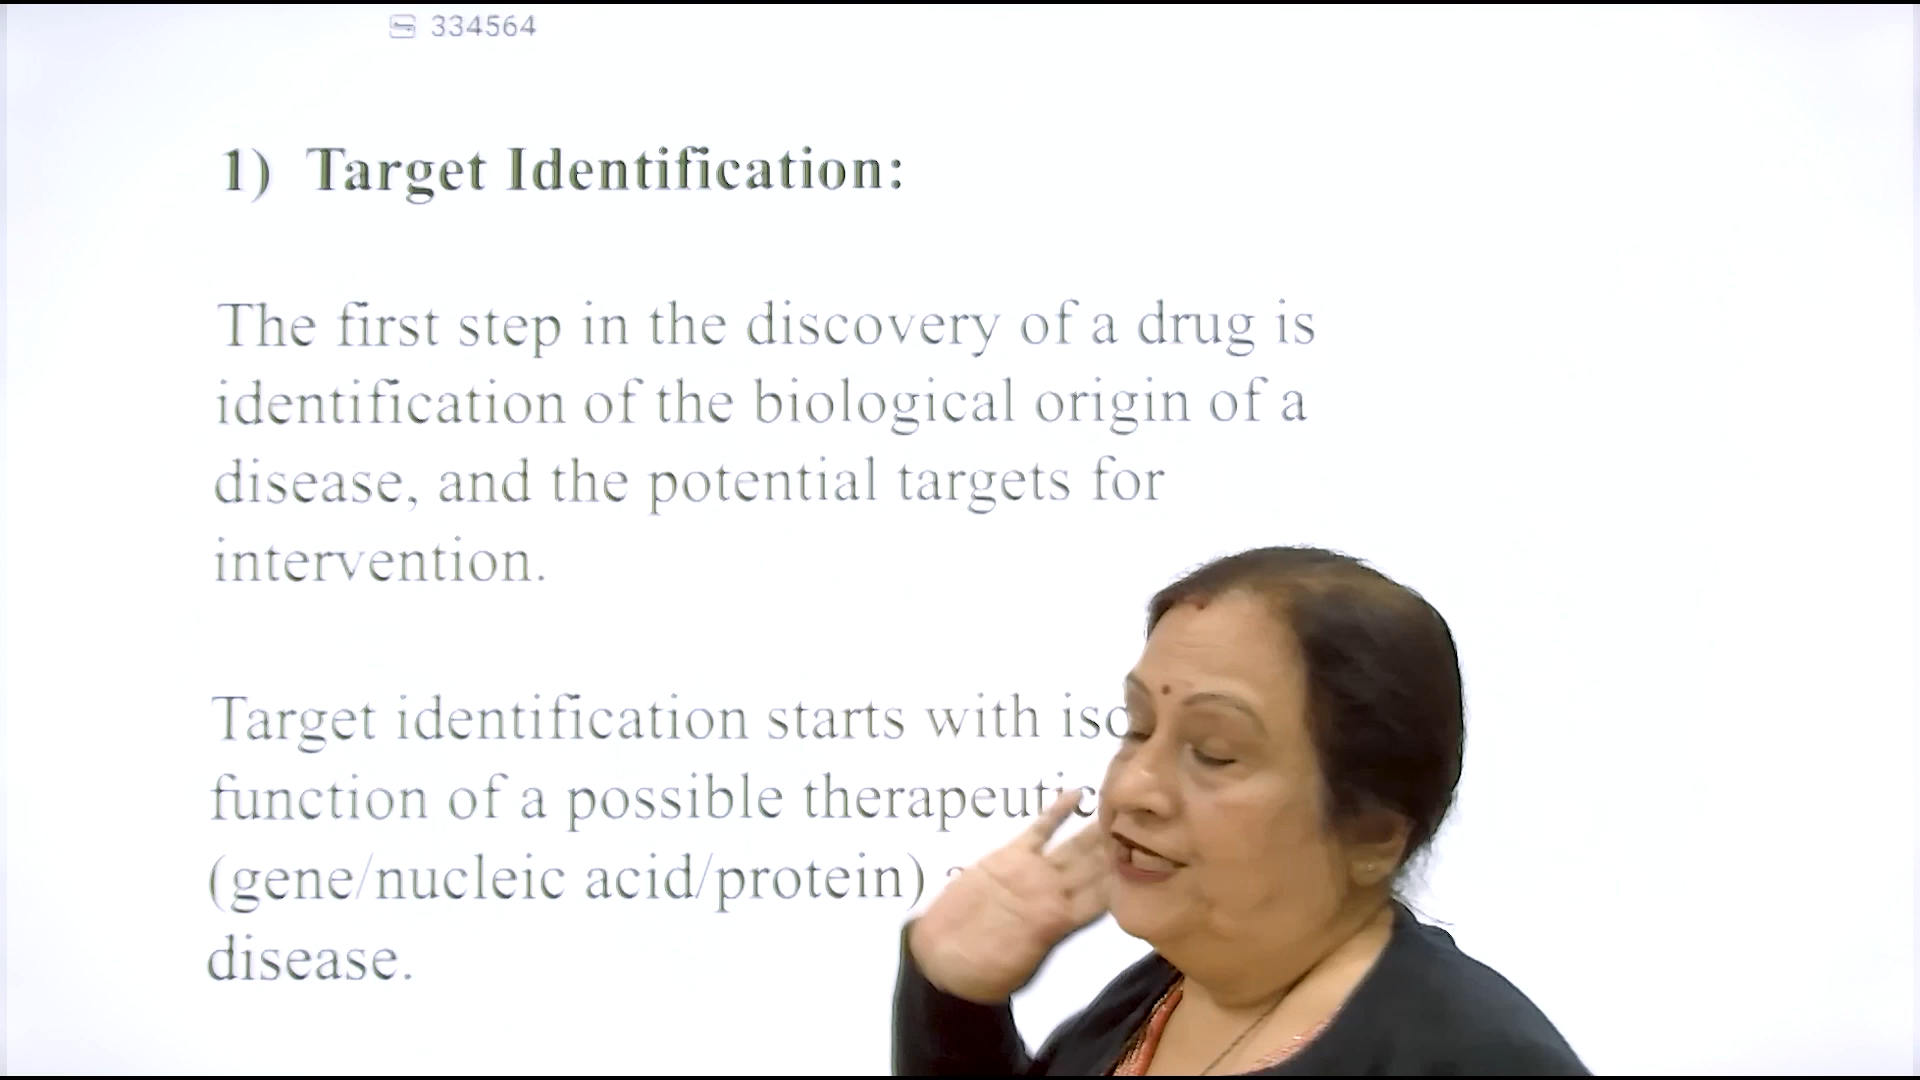 334564
1) Target Identification:
The first step in the discovery of a drug is
identification of the biological origin of a
disease, and the potential targets for
intervention.
Target identification starts with
function of a possible
(gene/nucleic acid/protein)
disease.